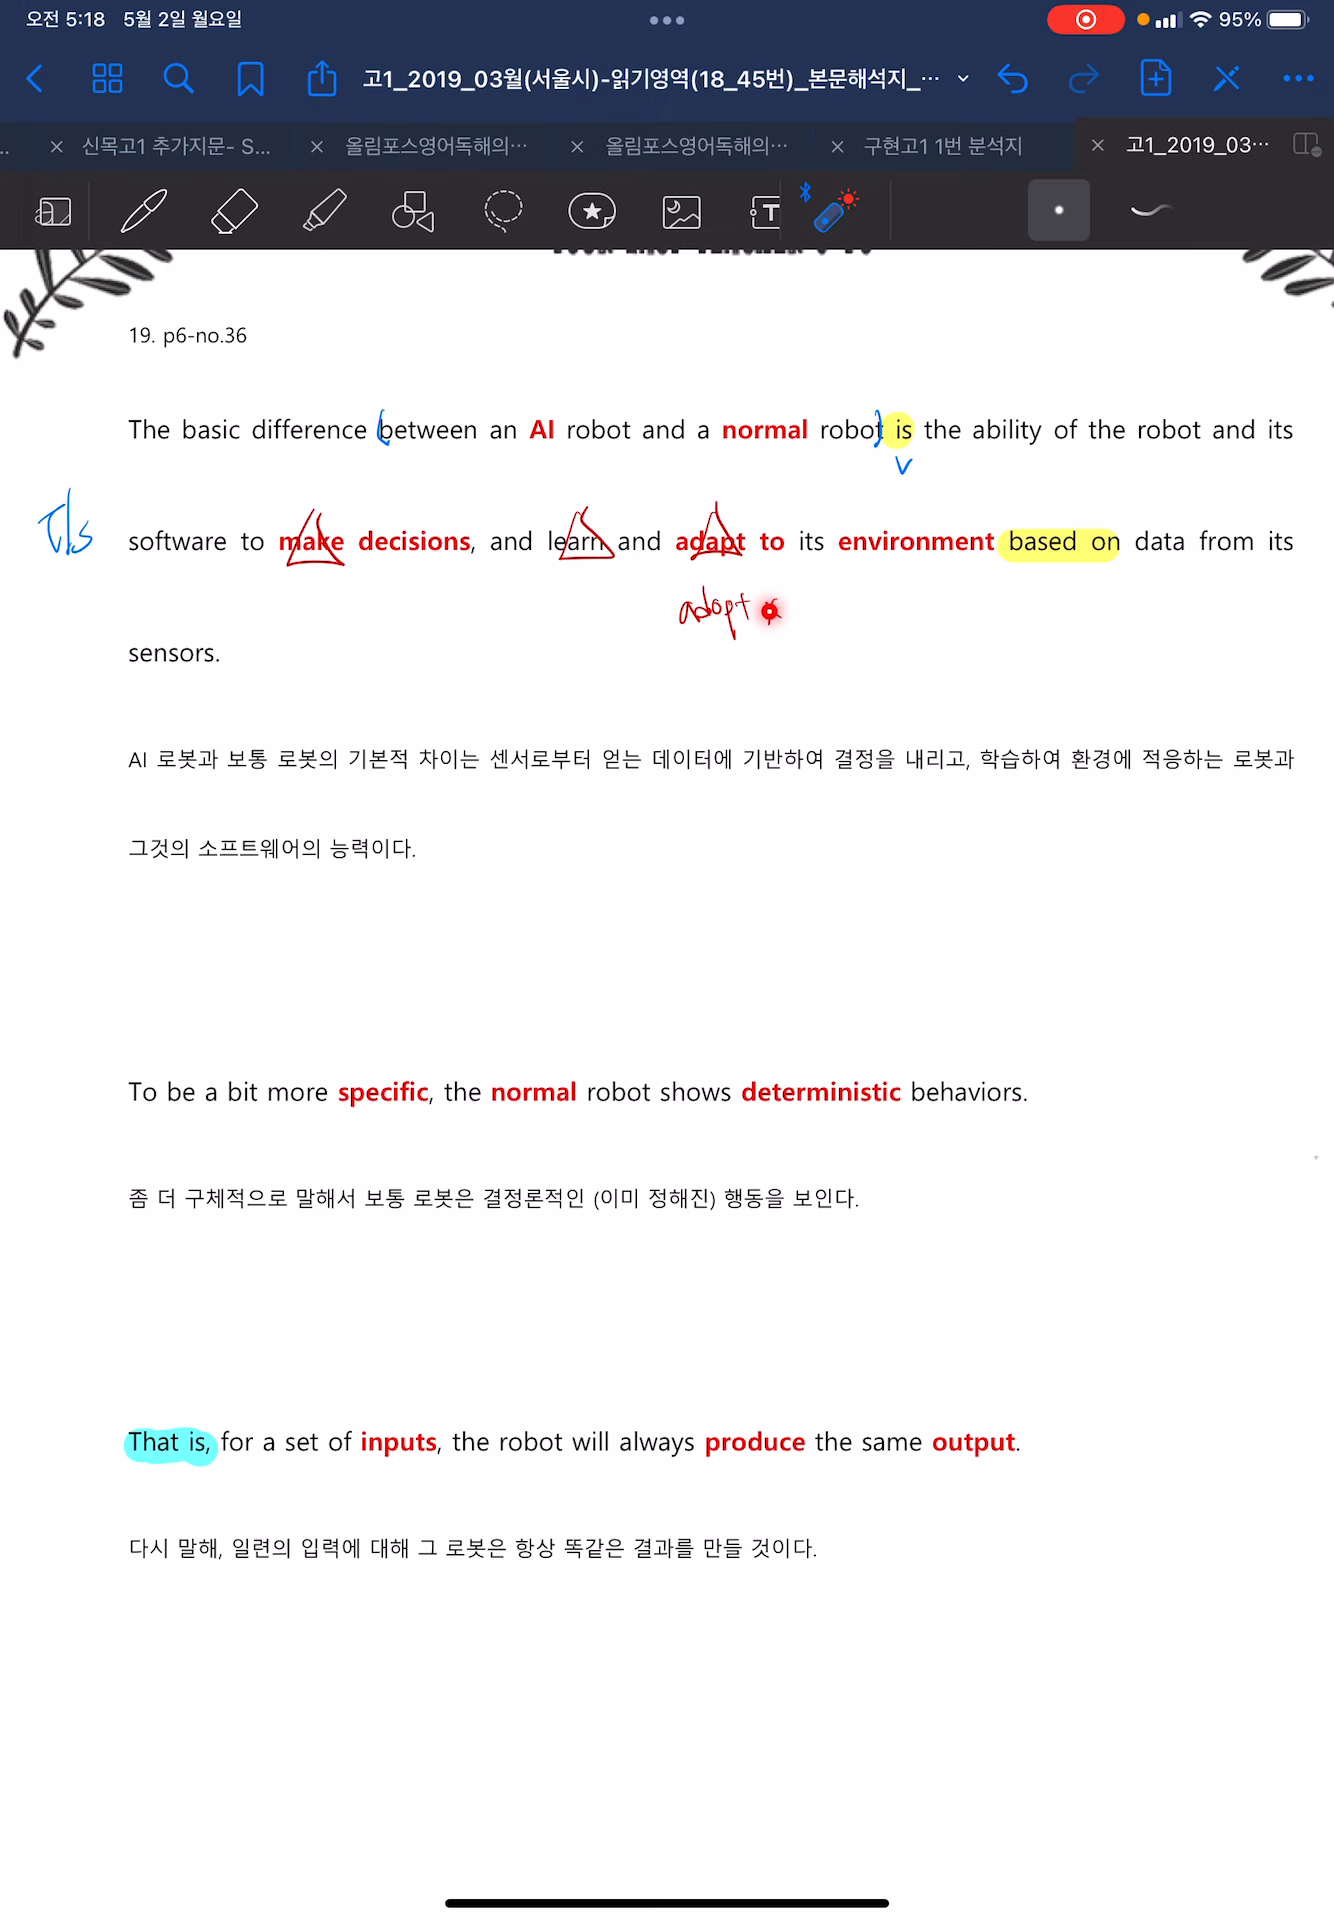 오전 5:18 5월 2일 월요일
95%
고1_2019_03월(서울시)-읽기영역(18_45번)_본문해석지_…
신목고1 추가지문- S...
올림포스영어독해의…
올림포스영어독해의…
구현고1 1번 분석지
고1_2019_03…
19. p6-no.36
The basic difference between an AI robot and a normal robot is the ability of the robot and its
v
software to make decisions, and learn and adapt to its environment based on data from its
adopt x
sensors.
AI 로봇과 보통 로봇의 기본적 차이는 센서로부터 얻는 데이터에 기반하여 결정을 내리고, 학습하여 환경에 적응하는 로봇과
그것의 소프트웨어의 능력이다.
To be a bit more specific, the normal robot shows deterministic behaviors.
좀 더 구체적으로 말해서 보통 로봇은 결정론적인 (이미 정해진) 행동을 보인다.
That is, for a set of inputs, the robot will always produce the same output.
다시 말해, 일련의 입력에 대해 그 로봇은 항상 똑같은 결과를 만들 것이다.